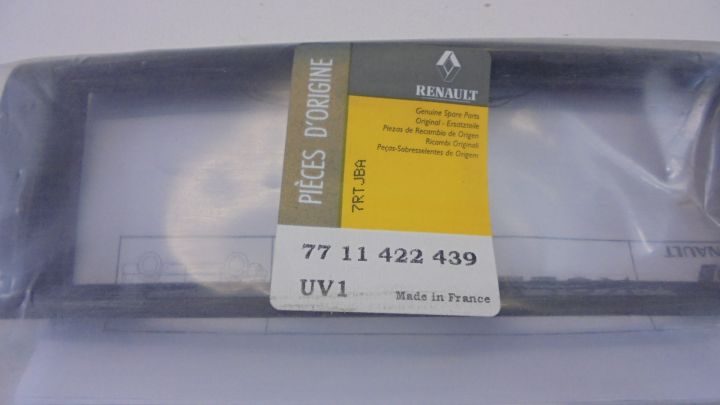 PIÈCES D'ORIGINE
RENAULT
Genuine Spare Parts
Original - Ersatzteile
Piezas de Recambio de Origen
Ricambi Originali
Peças-Sobresselentes de Origem
7RTJBA
77 11 422 439
UV1
Made in France
RENAULT